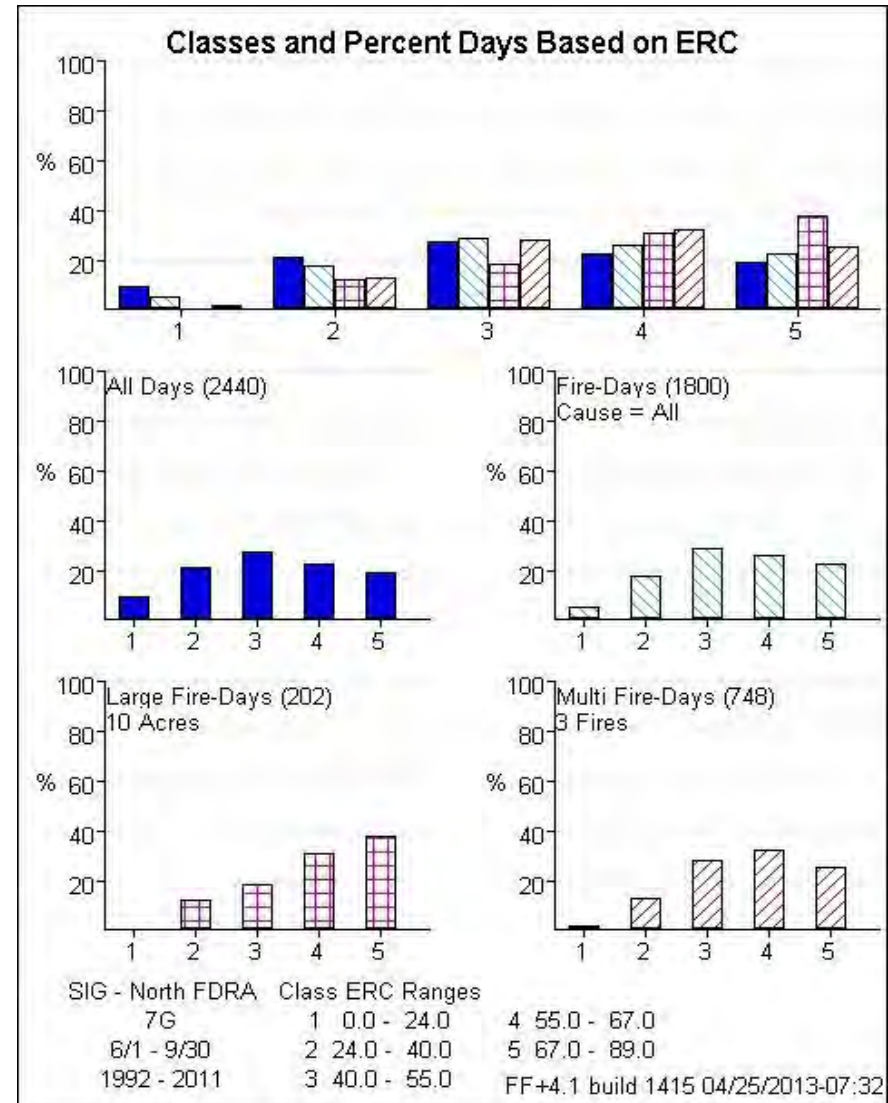 Classes and Percent Days Based on ERC
100
80
% 60
40
20
1 2 3 4 5
100 All Days (2440)
80
% 60
40
20
1 2 3 4 5
100 Fire-Days (1800)
Cause = All
80
% 60
40
20
1 2 3 4 5
100 Large Fire-Days (202)
10 Acres
80
% 60
40
20
1 2 3 4 5
100 Multi Fire-Days (748)
3 Fires
80
% 60
40
20
1 2 3 4 5
SIG - North FDRA Class ERC Ranges
7G 1 0.0 - 24.0 4 55.0 - 67.0
6/1 - 9/30 2 24.0 - 40.0 5 67.0 - 89.0
1992 - 2011 3 40.0 - 55.0 FF+4.1 build 1415 04/25/2013-07:32